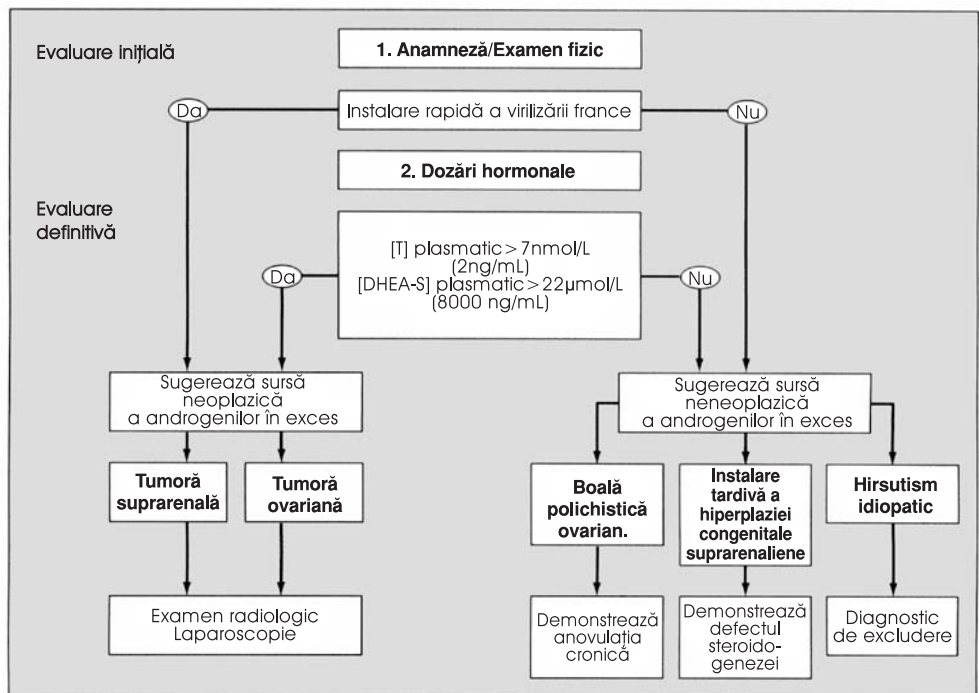 Evaluare inițială
1. Anamneză/Examen fizic
Da
Instalare rapidă a virilizării france
Nu
2. Dozări hormonale
Evaluare
definitivă
[T] plasmatic > 7nmol/L
(2ng/mL)
[DHEA-S] plasmatic > 22µmol/L
(8000 ng/mL)
Da
Nu
Sugerează sursă
neoplazică
a androgenilor în exces
Sugerează sursă
neneoplazică
a androgenilor în exces
Tumoră
suprarenală
Tumoră
ovariană
Boală
polichistică
ovarian.
Instalare
tardivă a
hiperplaziei
congenitale
suprarenaliene
Hirsutism
idiopatic
Examen radiologic
Laparoscopie
Demonstrează
anovulația
cronică
Demonstrează
defectul
steroido-
genezei
Diagnostic
de excludere